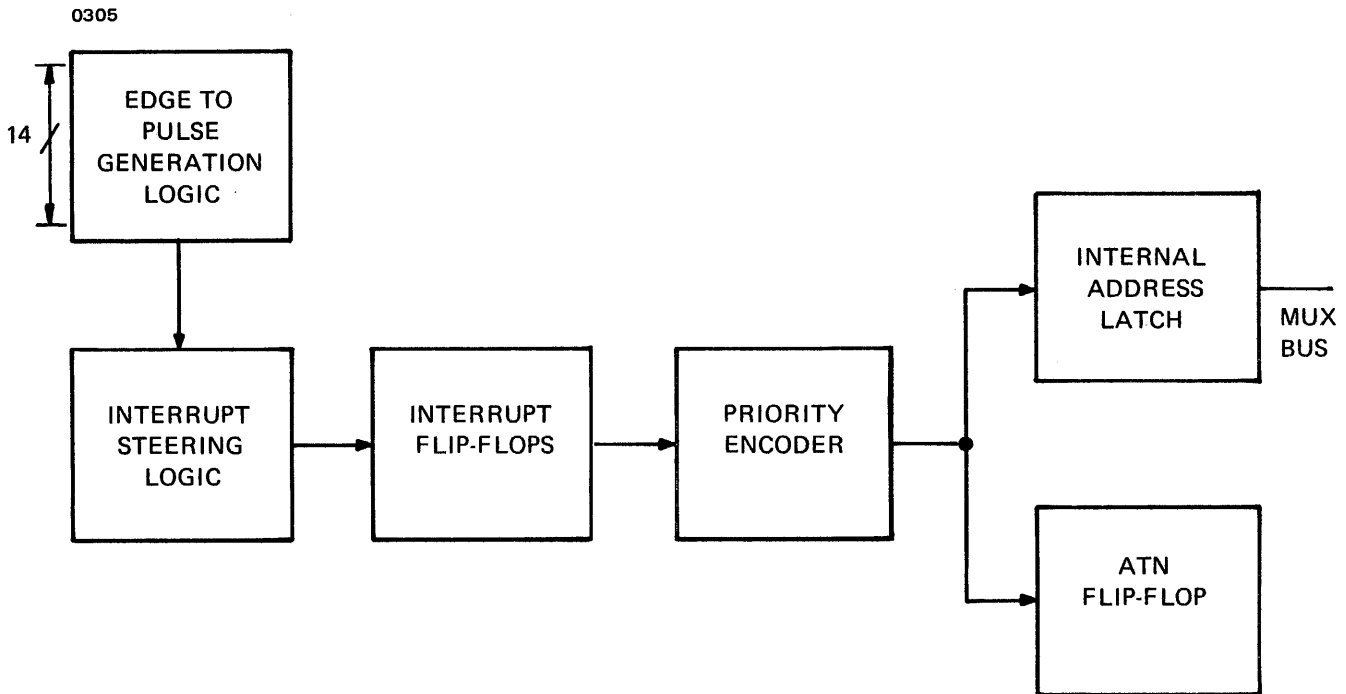 0305
14
EDGE TO
PULSE
GENERATION
LOGIC
INTERRUPT
STEERING
LOGIC
INTERRUPT
FLIP-FLOPS
PRIORITY
ENCODER
INTERNAL
ADDRESS
LATCH
MUX
BUS
ATN
FLIP-FLOP